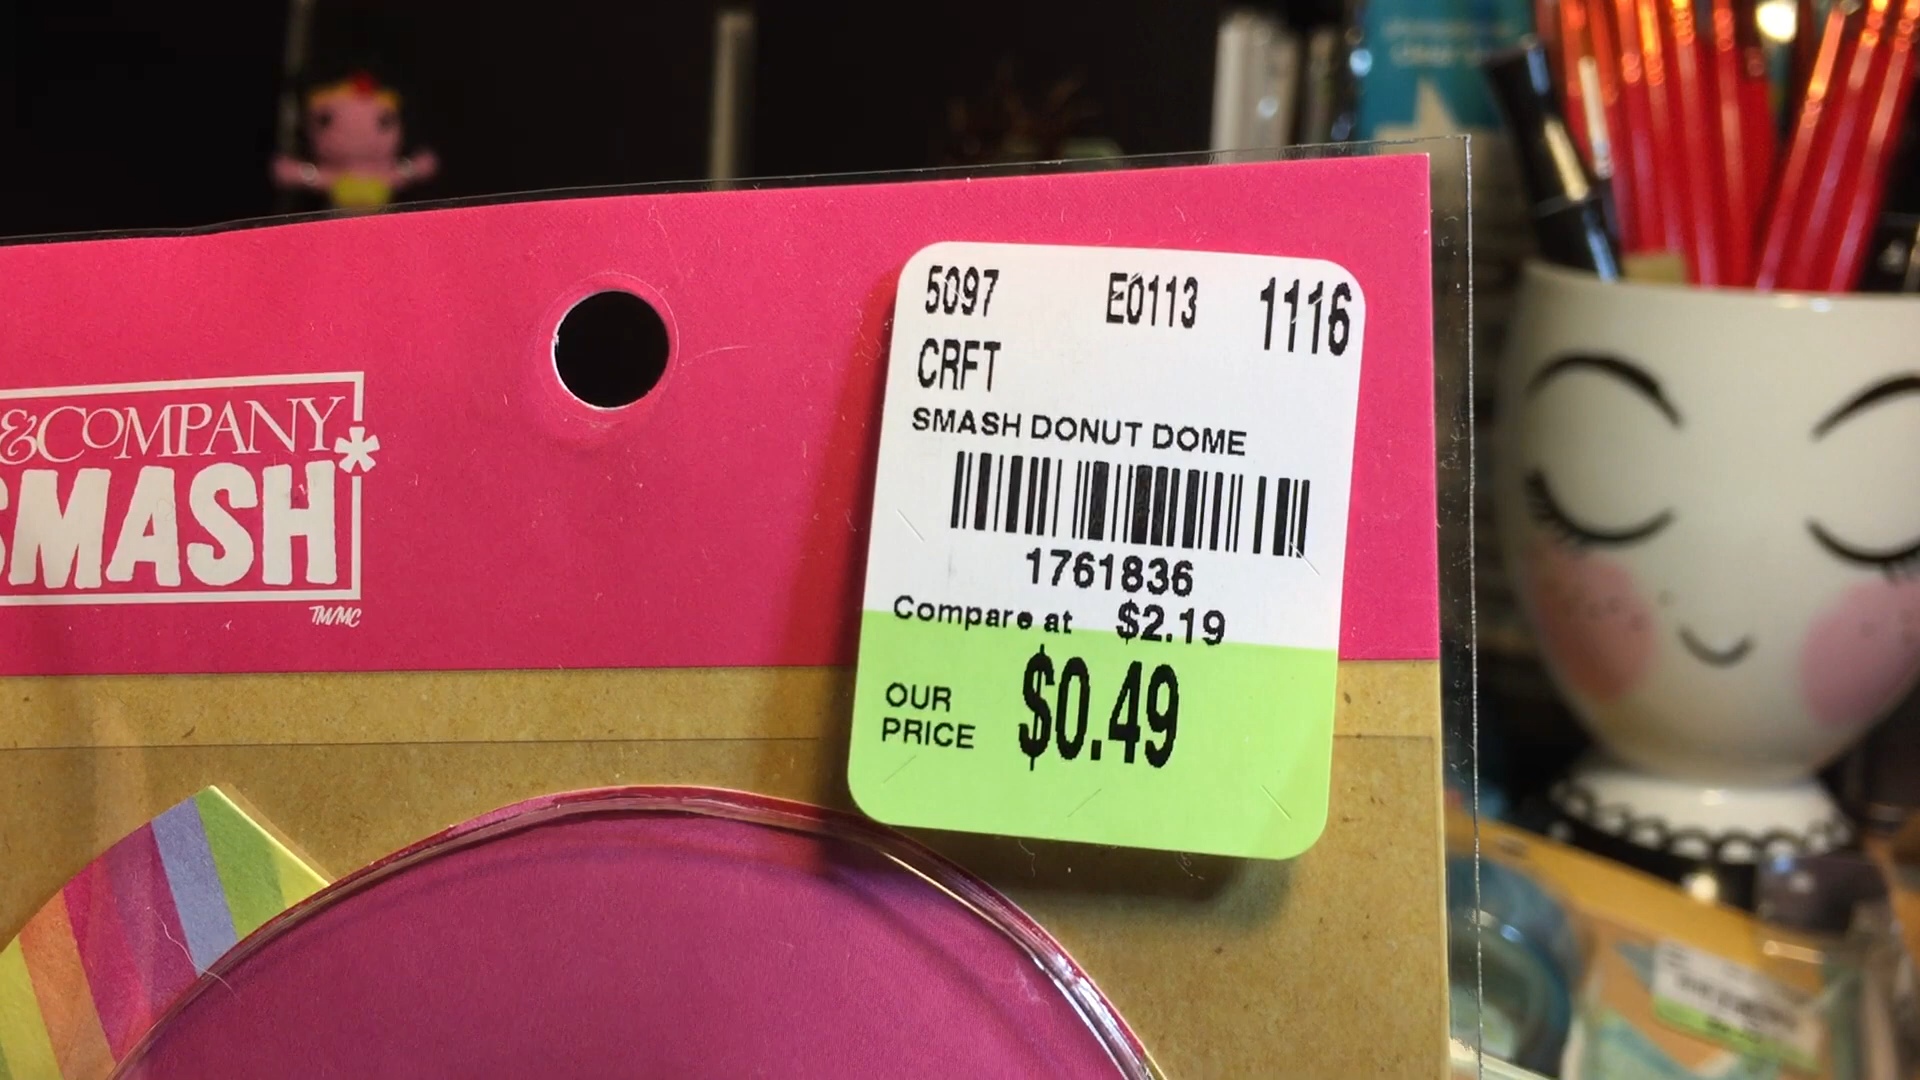 &COMPANY
SMASH*
TM/MC
5097 E0113 1116
CRFT
SMASH DONUT DOME
1761836
Compare at $2.19
OUR PRICE $0.49